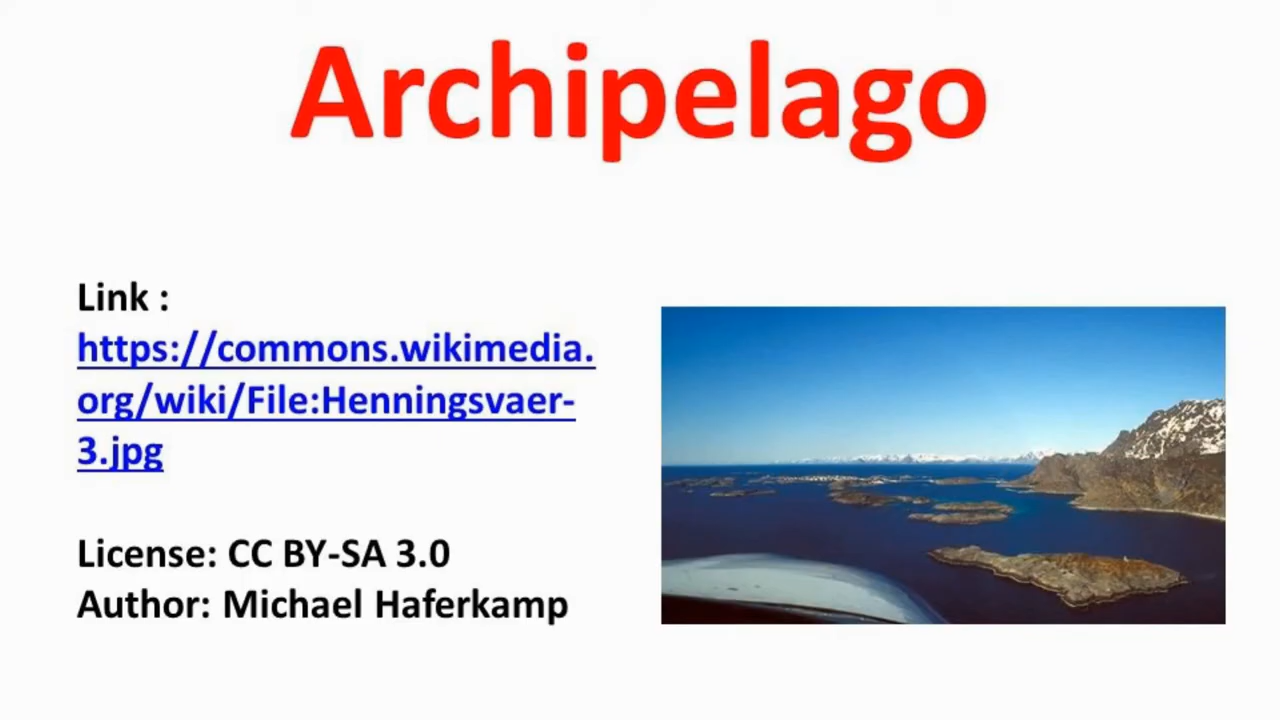 Archipelago
Link :
https://commons.wikimedia.
org/wiki/File:Henningsvaer-
3.jpg
License: CC BY-SA 3.0
Author: Michael Haferkamp